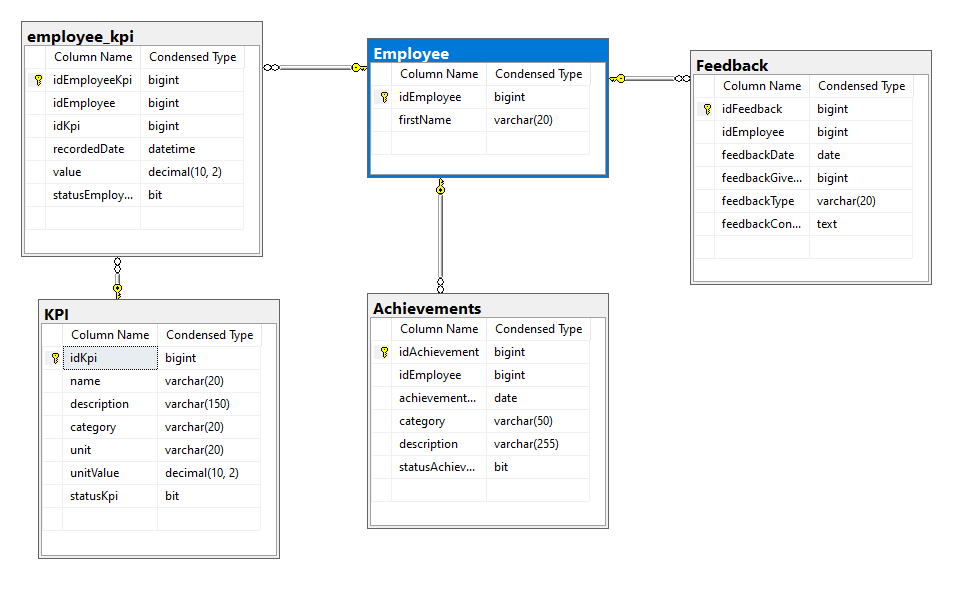 employee_kpi
Column Name Condensed Type
idEmployeeKpi bigint
idEmployee bigint
idKpi bigint
recordedDate datetime
value decimal(10, 2)
statusEmploy... bit
Employee
Column Name Condensed Type
idEmployee bigint
firstName varchar(20)
Feedback
Column Name Condensed Type
idFeedback bigint
idEmployee bigint
feedbackDate date
feedbackGive... bigint
feedbackType varchar(20)
feedbackCon... text
KPI
Column Name Condensed Type
idKpi bigint
name varchar(20)
description varchar(150)
category varchar(20)
unit varchar(20)
unitValue decimal(10, 2)
statusKpi bit
Achievements
Column Name Condensed Type
idAchievement bigint
idEmployee bigint
achievement... date
category varchar(50)
description varchar(255)
statusAchiev... bit